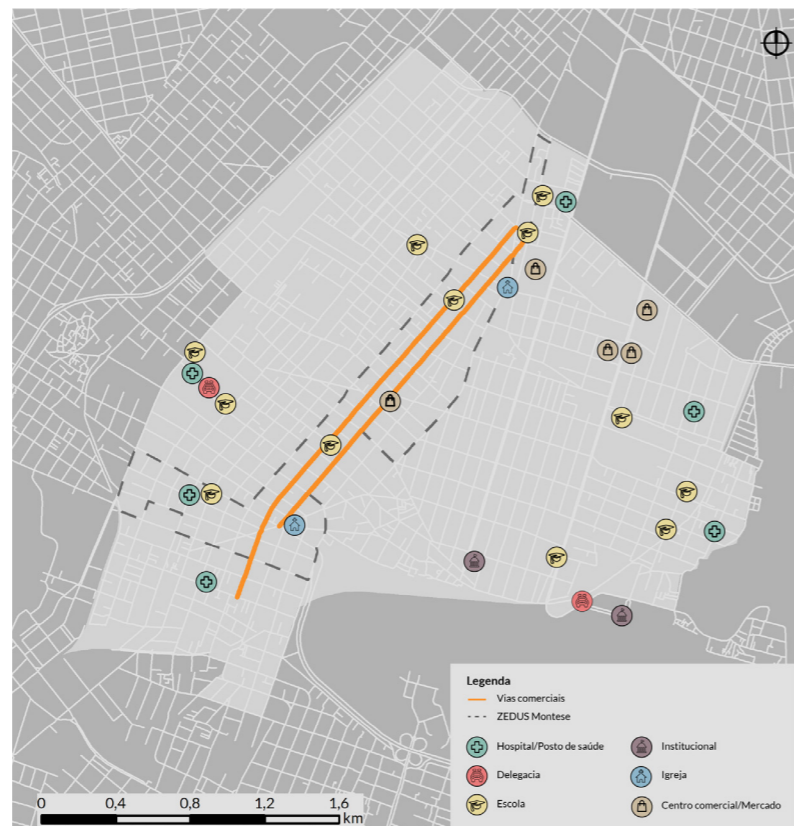 Legenda
Vias comerciais
ZEDUS Montese
Hospital/Posto de saúde
Institucional
Delegacia
Igreja
Escola
Centro comercial/Mercado
0 0,4 0,8 1,2 1,6
km